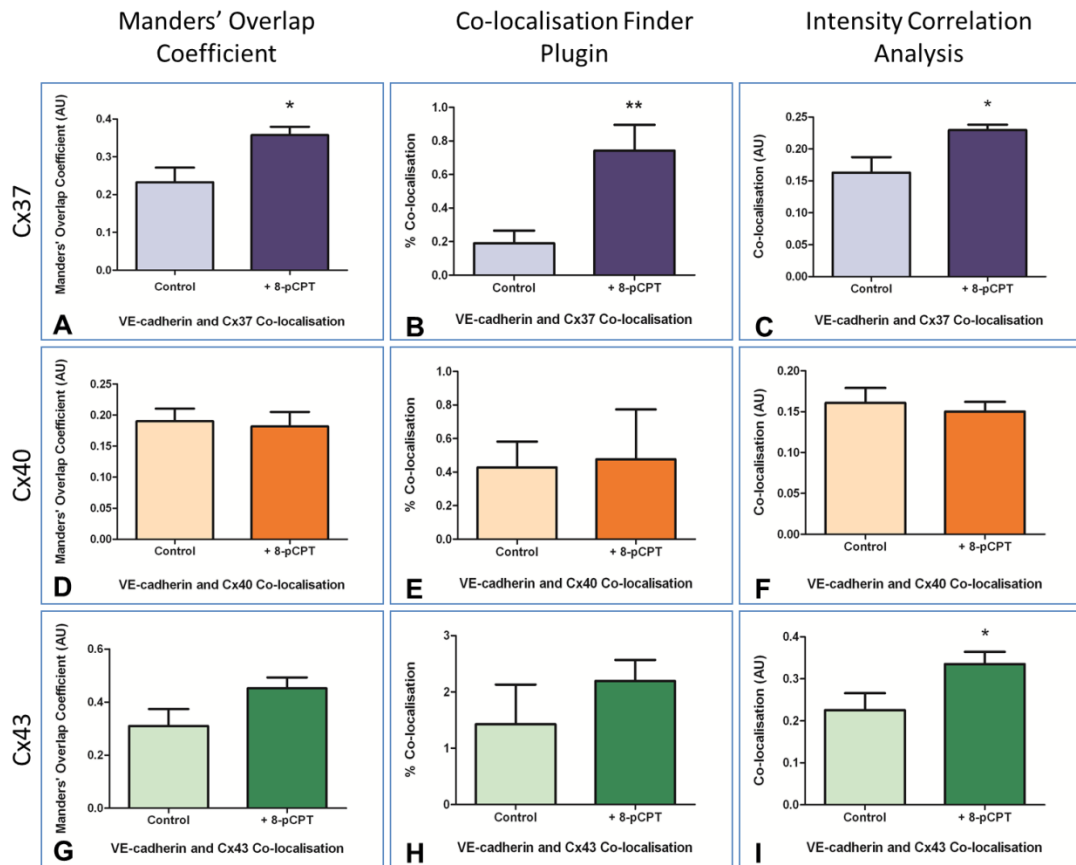 Manders' Overlap
Coefficient
Co-localisation Finder
Plugin
Intensity Correlation
Analysis
Cx37
Manders' Overlap Coefficient (AU)
0.4
0.3
0.2
0.1
0.0
*
Control
+ 8-pCPT
A
VE-cadherin and Cx37 Co-localisation
% Co-localisation
1.0
0.8
0.6
0.4
0.2
0.0
**
Control
+ 8-pCPT
B
VE-cadherin and Cx37 Co-localisation
Co-localisation (AU)
0.25
0.20
0.15
0.10
0.05
0.00
*
Control
+ 8-pCPT
C
VE-cadherin and Cx37 Co-localisation
Cx40
Manders' Overlap Coefficient (AU)
0.25
0.20
0.15
0.10
0.05
0.00
Control
+ 8-pCPT
D
VE-cadherin and Cx40 Co-localisation
% Co-localisation
1.0
0.8
0.6
0.4
0.2
0.0
Control
+ 8-pCPT
E
VE-cadherin and Cx40 Co-localisation
Co-localisation (AU)
0.20
0.15
0.10
0.05
0.00
Control
+ 8-pCPT
F
VE-cadherin and Cx40 Co-localisation
Cx43
Manders' Overlap Coefficient (AU)
0.6
0.4
0.2
0.0
Control
+ 8-pCPT
G
VE-cadherin and Cx43 Co-localisation
% Co-localisation
3
2
1
0
Control
+ 8-pCPT
H
VE-cadherin and Cx43 Co-localisation
Co-localisation (AU)
0.4
0.3
0.2
0.1
0.0
*
Control
+ 8-pCPT
I
VE-cadherin and Cx43 Co-localisation